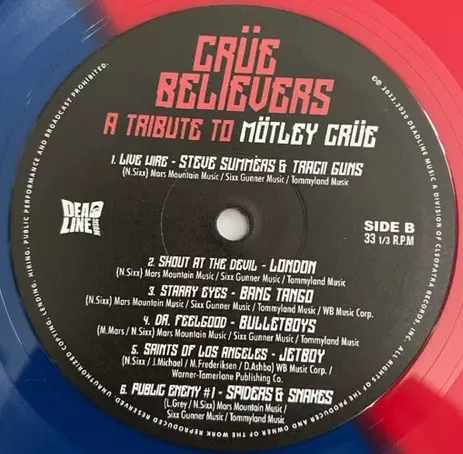 CRÜE
BELIEVERS
A TRIBUTE TO MÖTLEY CRÜE
1. LIVE WIRE - STEVE SUMMERS & TRACII GUNS
(N.Sixx) Mars Mountain Music / Sixx Gunner Music / Tommyland Music
DEAD
LINE
MUSIC
SIDE B
33 1/3 R.P.M
2. SHOUT AT THE DEVIL - LONDON
(N.Sixx) Mars Mountain Music / Sixx Gunner Music / Tommyland Music
3. STARRY EYES - BANG TANGO
(N.Sixx) Mars Mountain Music / Sixx Gunner Music / Tommyland Music / WB Music Corp.
4. DR. FEELGOOD - BULLETBOYS
(M.Mars / N.Sixx) Mars Mountain Music / Sixx Gunner Music / Tommyland Music
5. SAINTS OF LOS ANGELES - JETBOY
(N.Sixx / J.Michael / M.Frederiksen / D.Ashba) WB Music Corp. /
Warner-Tamerlane Publishing Co.
6. PUBLIC ENEMY #1 - SPIDERS & SNAKES
(L.Grey / N.Sixx) Mars Mountain Music /
Sixx Gunner Music / Tommyland Music
℗© 2022, 2020 DEADLINE MUSIC A DIVISION OF CLEOPATRA RECORDS, INC. ALL RIGHTS OF THE PRODUCER AND OWNER OF THE WORK REPRODUCED RESERVED. UNAUTHORIZED COPYING, LENDING, HIRING, PUBLIC PERFORMANCE AND BROADCAST PROHIBITED.